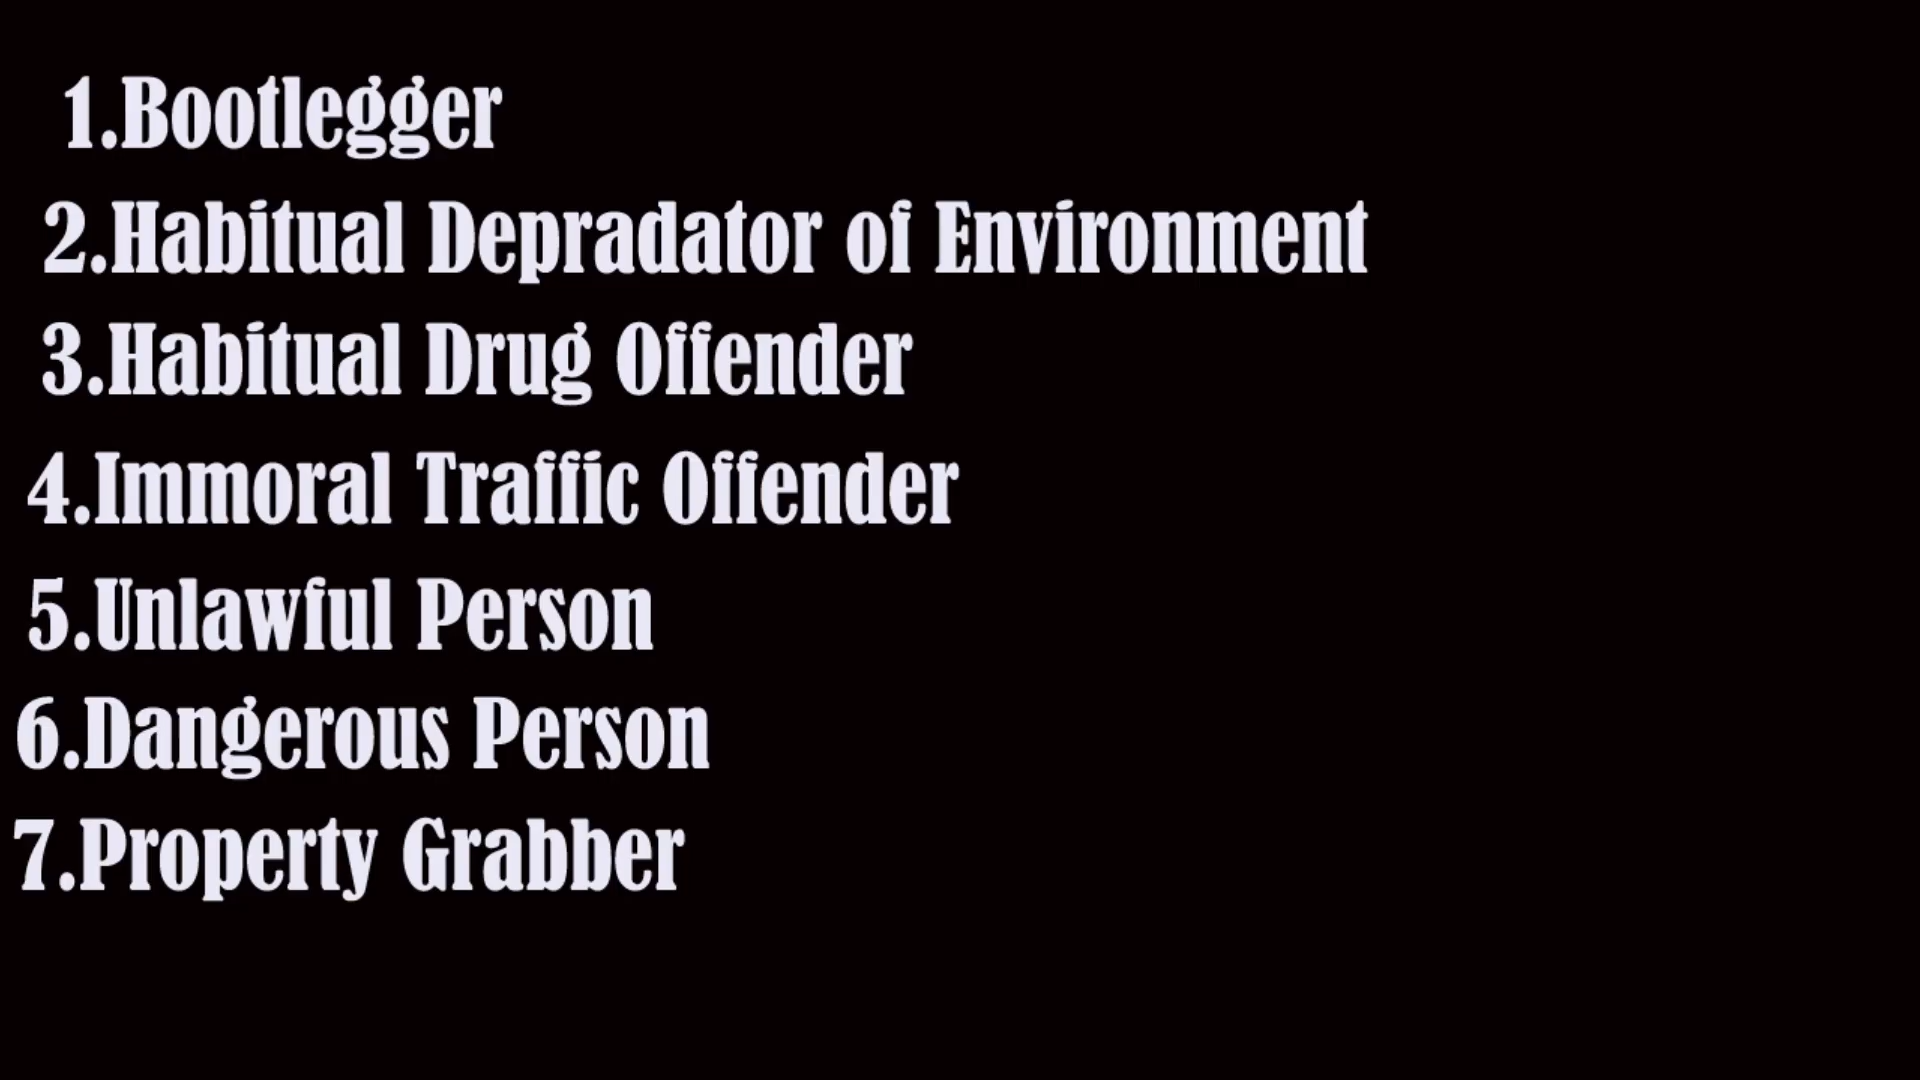 1.Bootlegger
2.Habitual Depradator of Environment
3.Habitual Drug Offender
4.Immoral Traffic Offender
5.Unlawful Person
6.Dangerous Person
7.Property Grabber